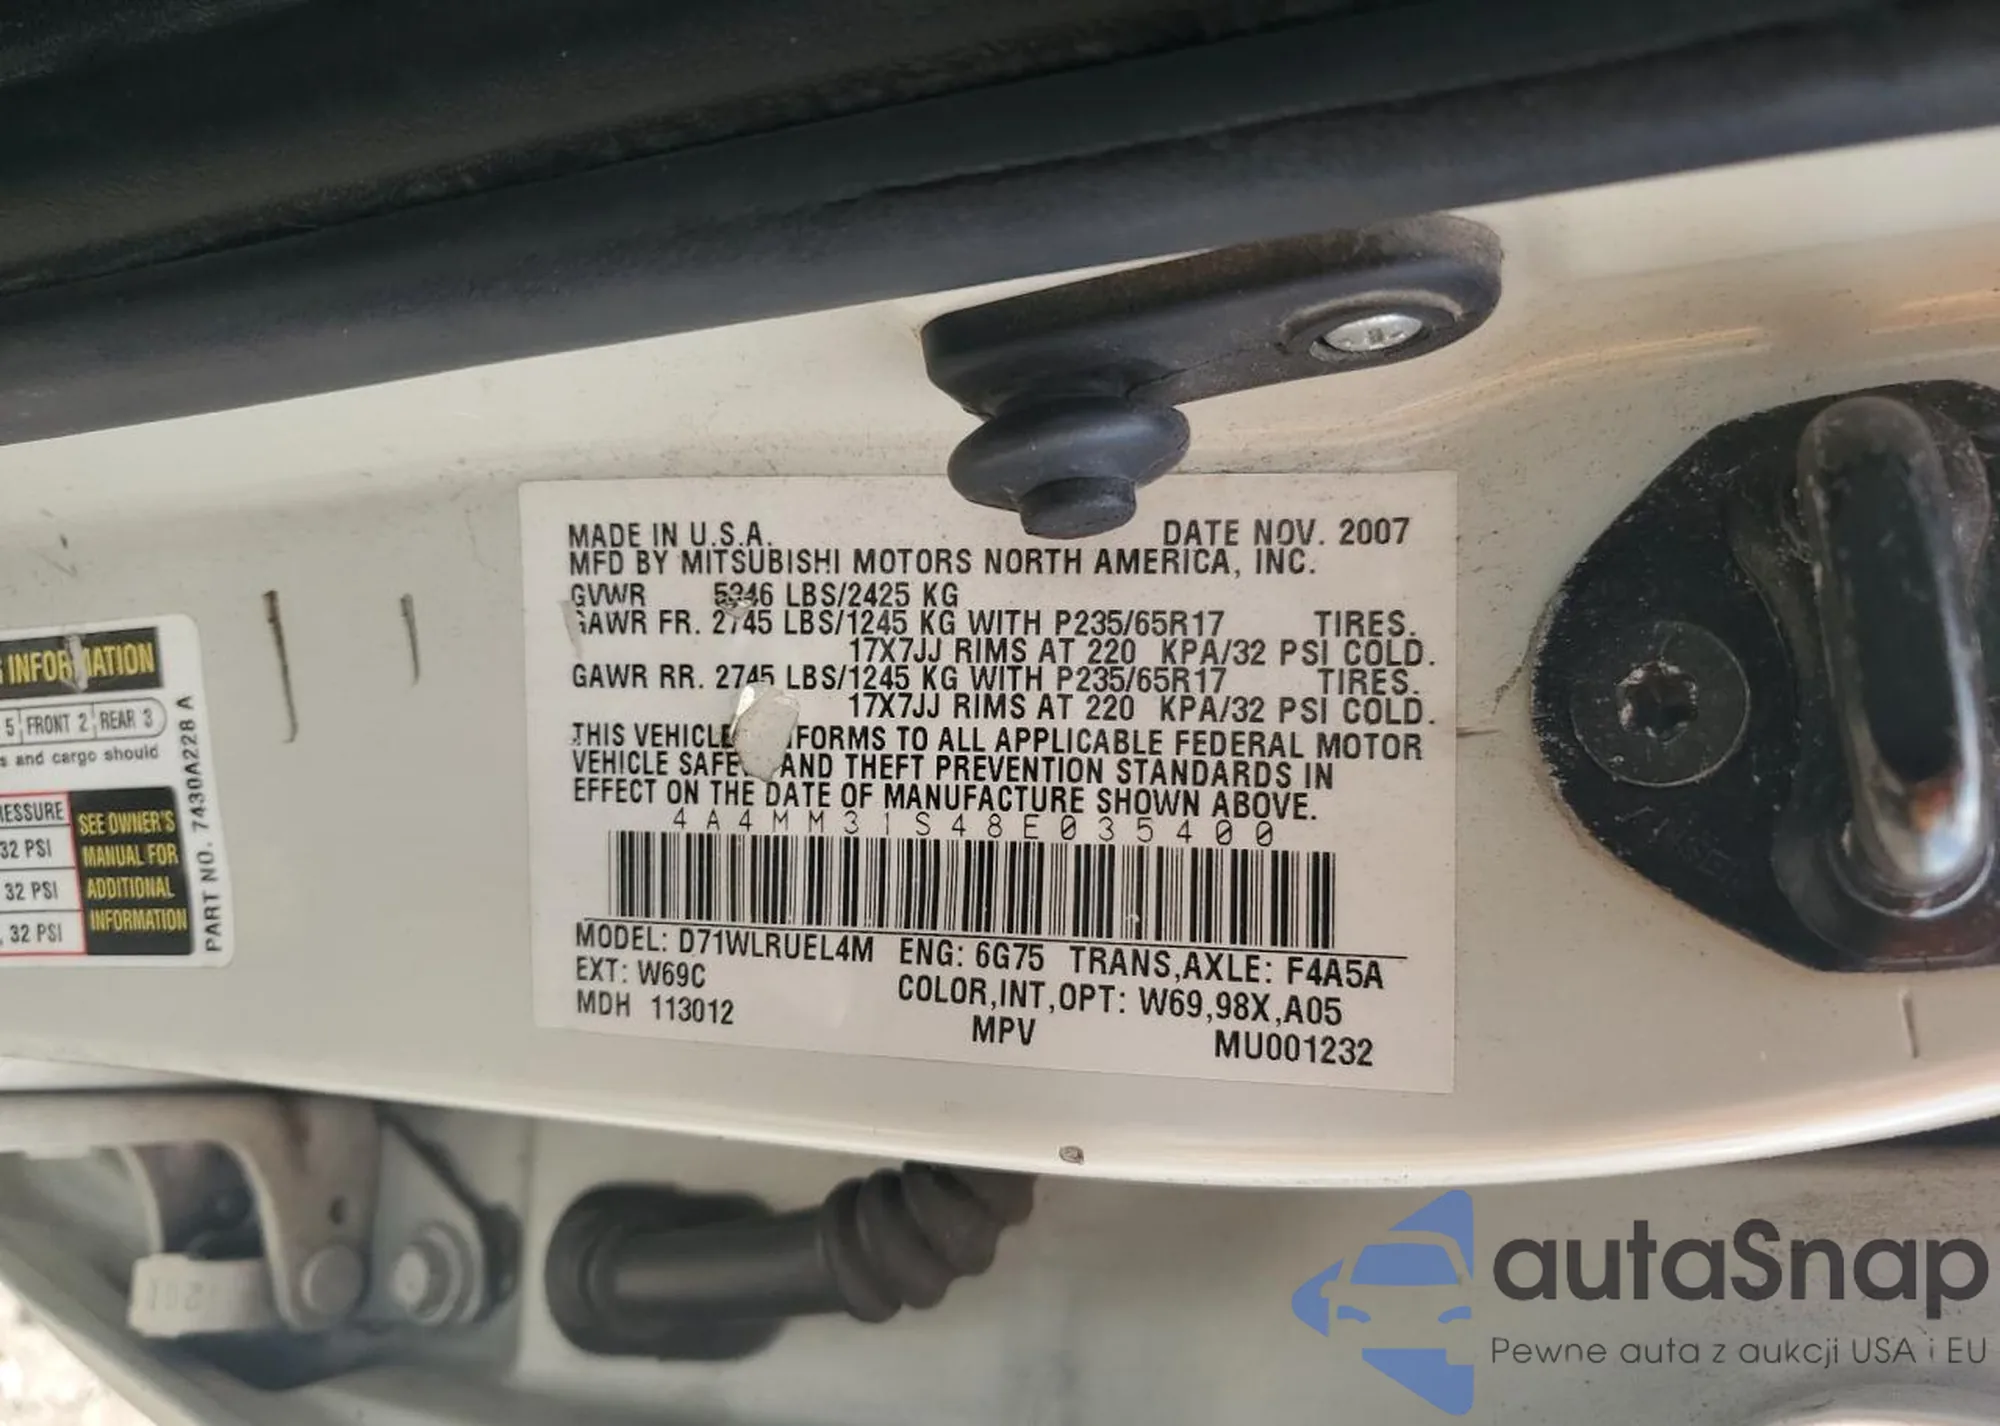 MADE IN U.S.A. DATE NOV. 2007
MFD BY MITSUBISHI MOTORS NORTH AMERICA, INC.
GVWR 5346 LBS/2425 KG
GAWR FR. 2745 LBS/1245 KG WITH P235/65R17 TIRES.
17X7JJ RIMS AT 220 KPA/32 PSI COLD.
GAWR RR. 2745 LBS/1245 KG WITH P235/65R17 TIRES.
17X7JJ RIMS AT 220 KPA/32 PSI COLD.
THIS VEHICLE FORMS TO ALL APPLICABLE FEDERAL MOTOR
VEHICLE SAFE AND THEFT PREVENTION STANDARDS IN
EFFECT ON THE DATE OF MANUFACTURE SHOWN ABOVE.
4A4MM31S48E035400
MODEL: D71WLRUEL4M ENG: 6G75 TRANS,AXLE: F4A5A
EXT: W69C COLOR,INT,OPT: W69,98X,A05
MDH 113012 MPV MU001232
INFORMATION
5 FRONT 2 REAR 3
s and cargo should
RESSURE
32 PSI
32 PSI
, 32 PSI
SEE OWNER'S
MANUAL FOR
ADDITIONAL
INFORMATION
PART NO. 7430A228 A
autaSnap
Pewne auta z aukcji USA i EU